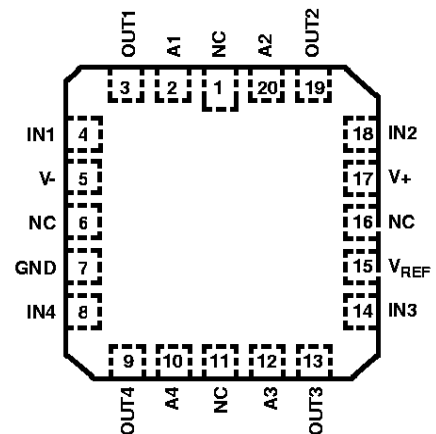 OUT1
A1
NC
A2
OUT2
3
2
1
20
19
IN1 4
18 IN2
V- 5
17 V+
NC 6
16 NC
GND 7
15 VREF
IN4 8
14 IN3
9
10
11
12
13
OUT4
A4
NC
A3
OUT3